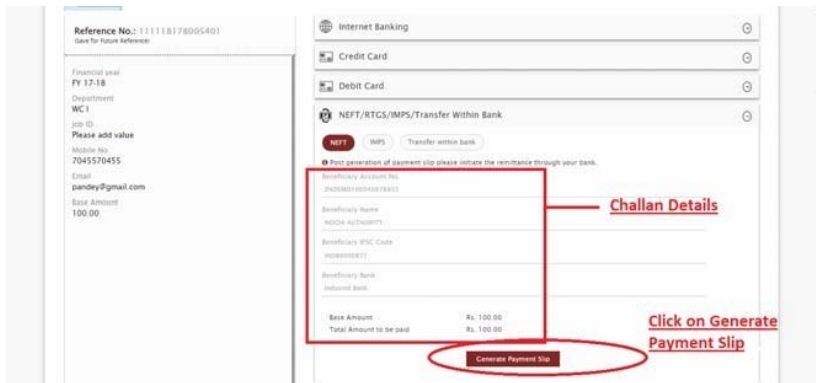 Reference No.: 111118178005401
(Save for Future Reference)
Financial year
FY 17-18
Department
WC I
Job ID
Please add value
Mobile No.
7045570455
Email
pandey@gmail.com
Base Amount
100.00
Internet Banking
Credit Card
Debit Card
NEFT/RTGS/IMPS/Transfer Within Bank
NEFT IMPS Transfer within bank
Post generation of payment slip please initiate the remittance through your bank.
Beneficiary Account No.
Beneficiary Name
NOIDA AUTHORITY
Beneficiary IFSC Code
Beneficiary Bank
Indusind Bank
Base Amount Rs. 100.00
Total Amount to be paid Rs. 100.00
Generate Payment Slip
Challan Details
Click on Generate
Payment Slip